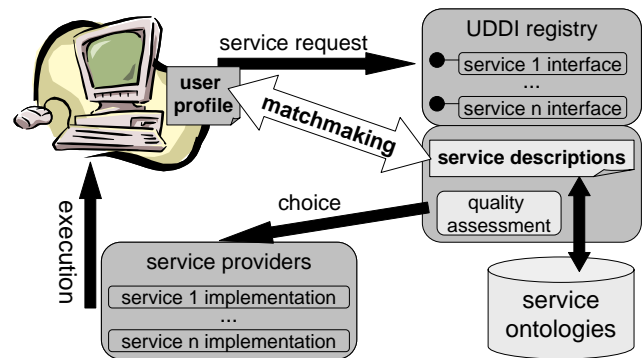 UDDI registry
service request
service 1 interface
...
service n interface
user
profile
matchmaking
service descriptions
quality
assessment
choice
execution
service providers
service 1 implementation
...
service n implementation
service
ontologies